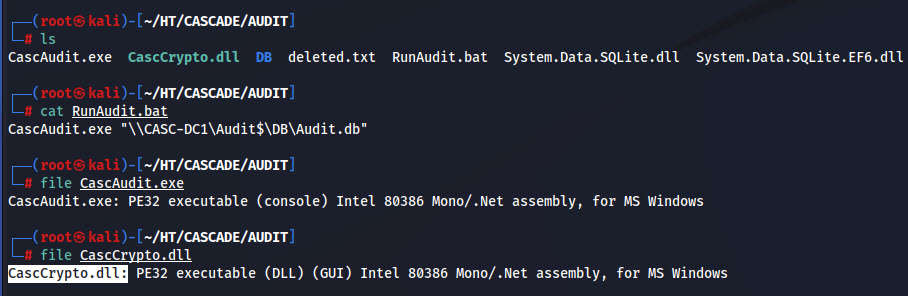 ┌──(root㉿kali)-[~/HT/CASCADE/AUDIT]
└─# ls
CascAudit.exe  CascCrypto.dll  DB  deleted.txt  RunAudit.bat  System.Data.SQLite.dll  System.Data.SQLite.EF6.dll
┌──(root㉿kali)-[~/HT/CASCADE/AUDIT]
└─# cat RunAudit.bat
CascAudit.exe "\\CASC-DC1\Audit$\DB\Audit.db"
┌──(root㉿kali)-[~/HT/CASCADE/AUDIT]
└─# file CascAudit.exe
CascAudit.exe: PE32 executable (console) Intel 80386 Mono/.Net assembly, for MS Windows
┌──(root㉿kali)-[~/HT/CASCADE/AUDIT]
└─# file CascCrypto.dll
CascCrypto.dll: PE32 executable (DLL) (GUI) Intel 80386 Mono/.Net assembly, for MS Windows